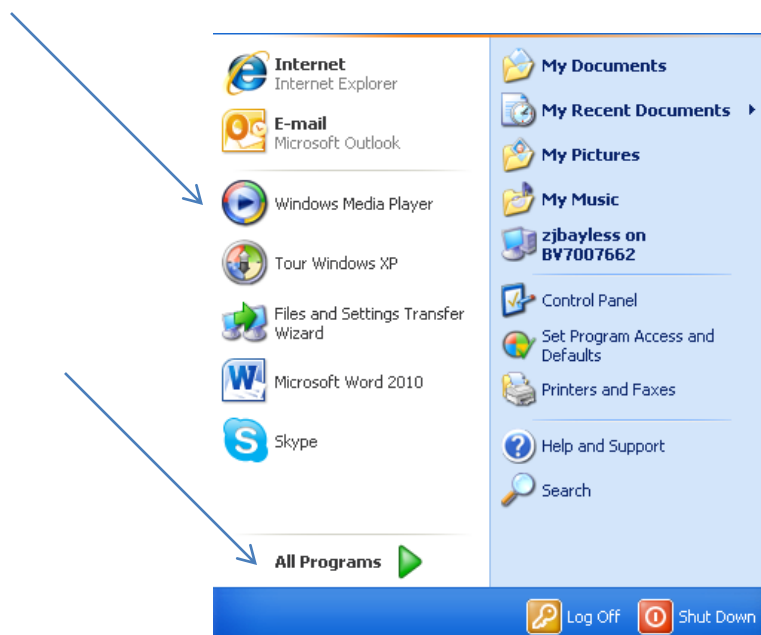 Internet
Internet Explorer
E-mail
Microsoft Outlook
Windows Media Player
Tour Windows XP
Files and Settings Transfer
Wizard
Microsoft Word 2010
Skype
All Programs
My Documents
My Recent Documents
My Pictures
My Music
zjbayless on
BV7007662
Control Panel
Set Program Access and
Defaults
Printers and Faxes
Help and Support
Search
Log Off
Shut Down